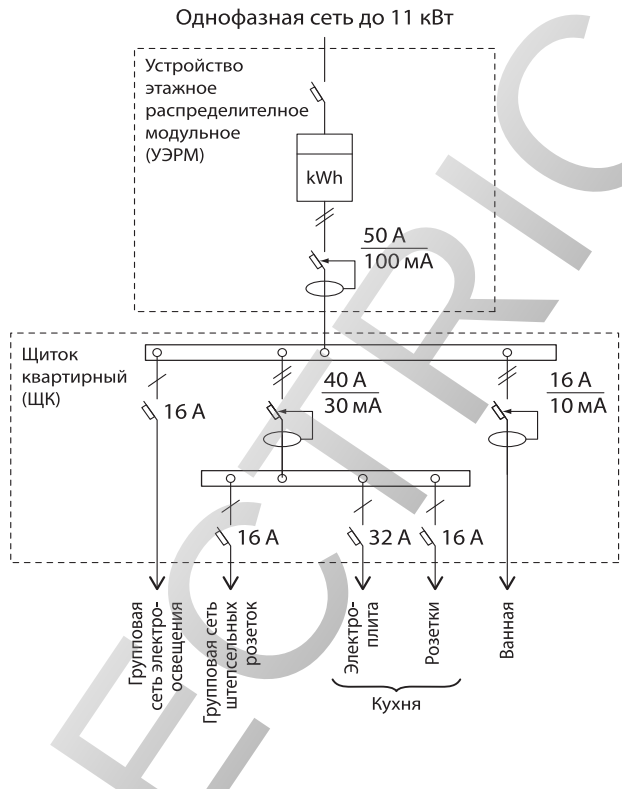 Однофазная сеть до 11 кВт
Устройство
этажное
распределителное
модульное
(УЭРМ)
kWh
50 А
100 мА
Щиток
квартирный
(ЩК)
16 А
40 А
30 мА
16 А
10 мА
16 А
32 А
16 А
Групповая
сеть электро-
освещения
Групповая сеть
штепсельных
розеток
Электро-
плита
Розетки
Ванная
Кухня
ECTRIC